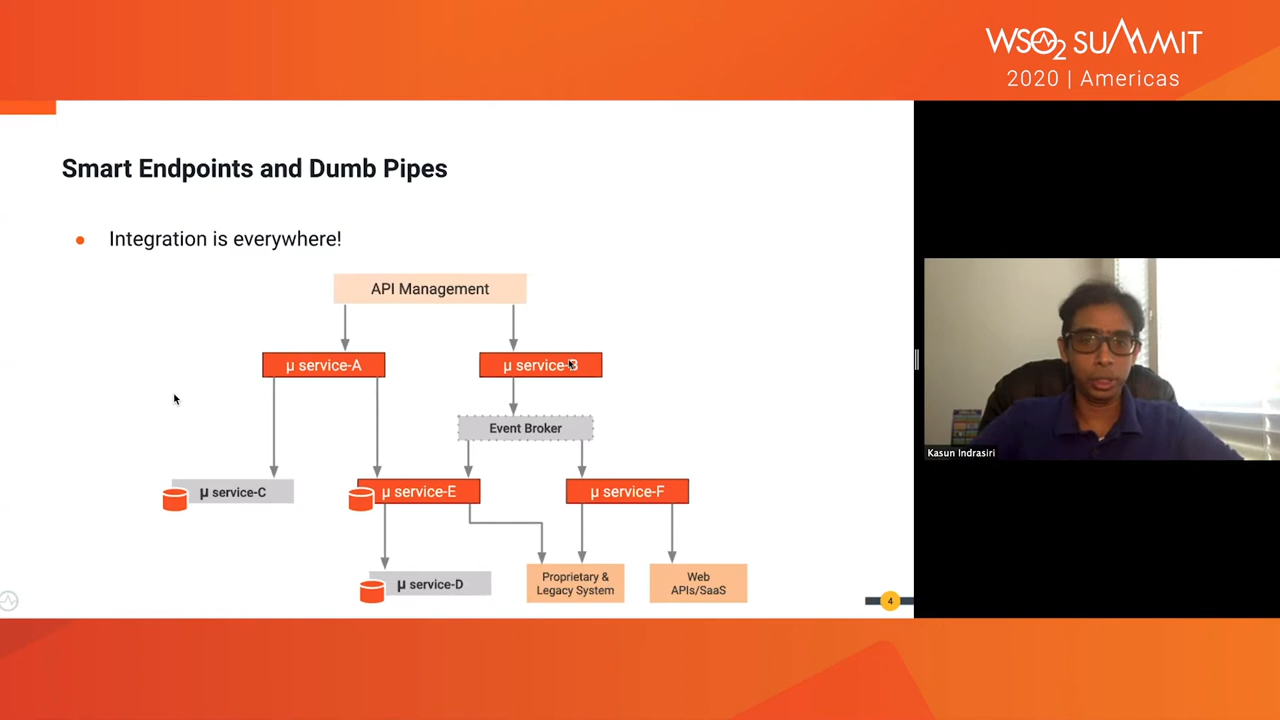 WSO2 SUMMIT
2020 | Americas
Smart Endpoints and Dumb Pipes
Integration is everywhere!
API Management
µ service-A
µ service-B
Event Broker
µ service-C
µ service-E
µ service-F
µ service-D
Proprietary &
Legacy System
Web
APIs/SaaS
Kasun Indrasiri
4